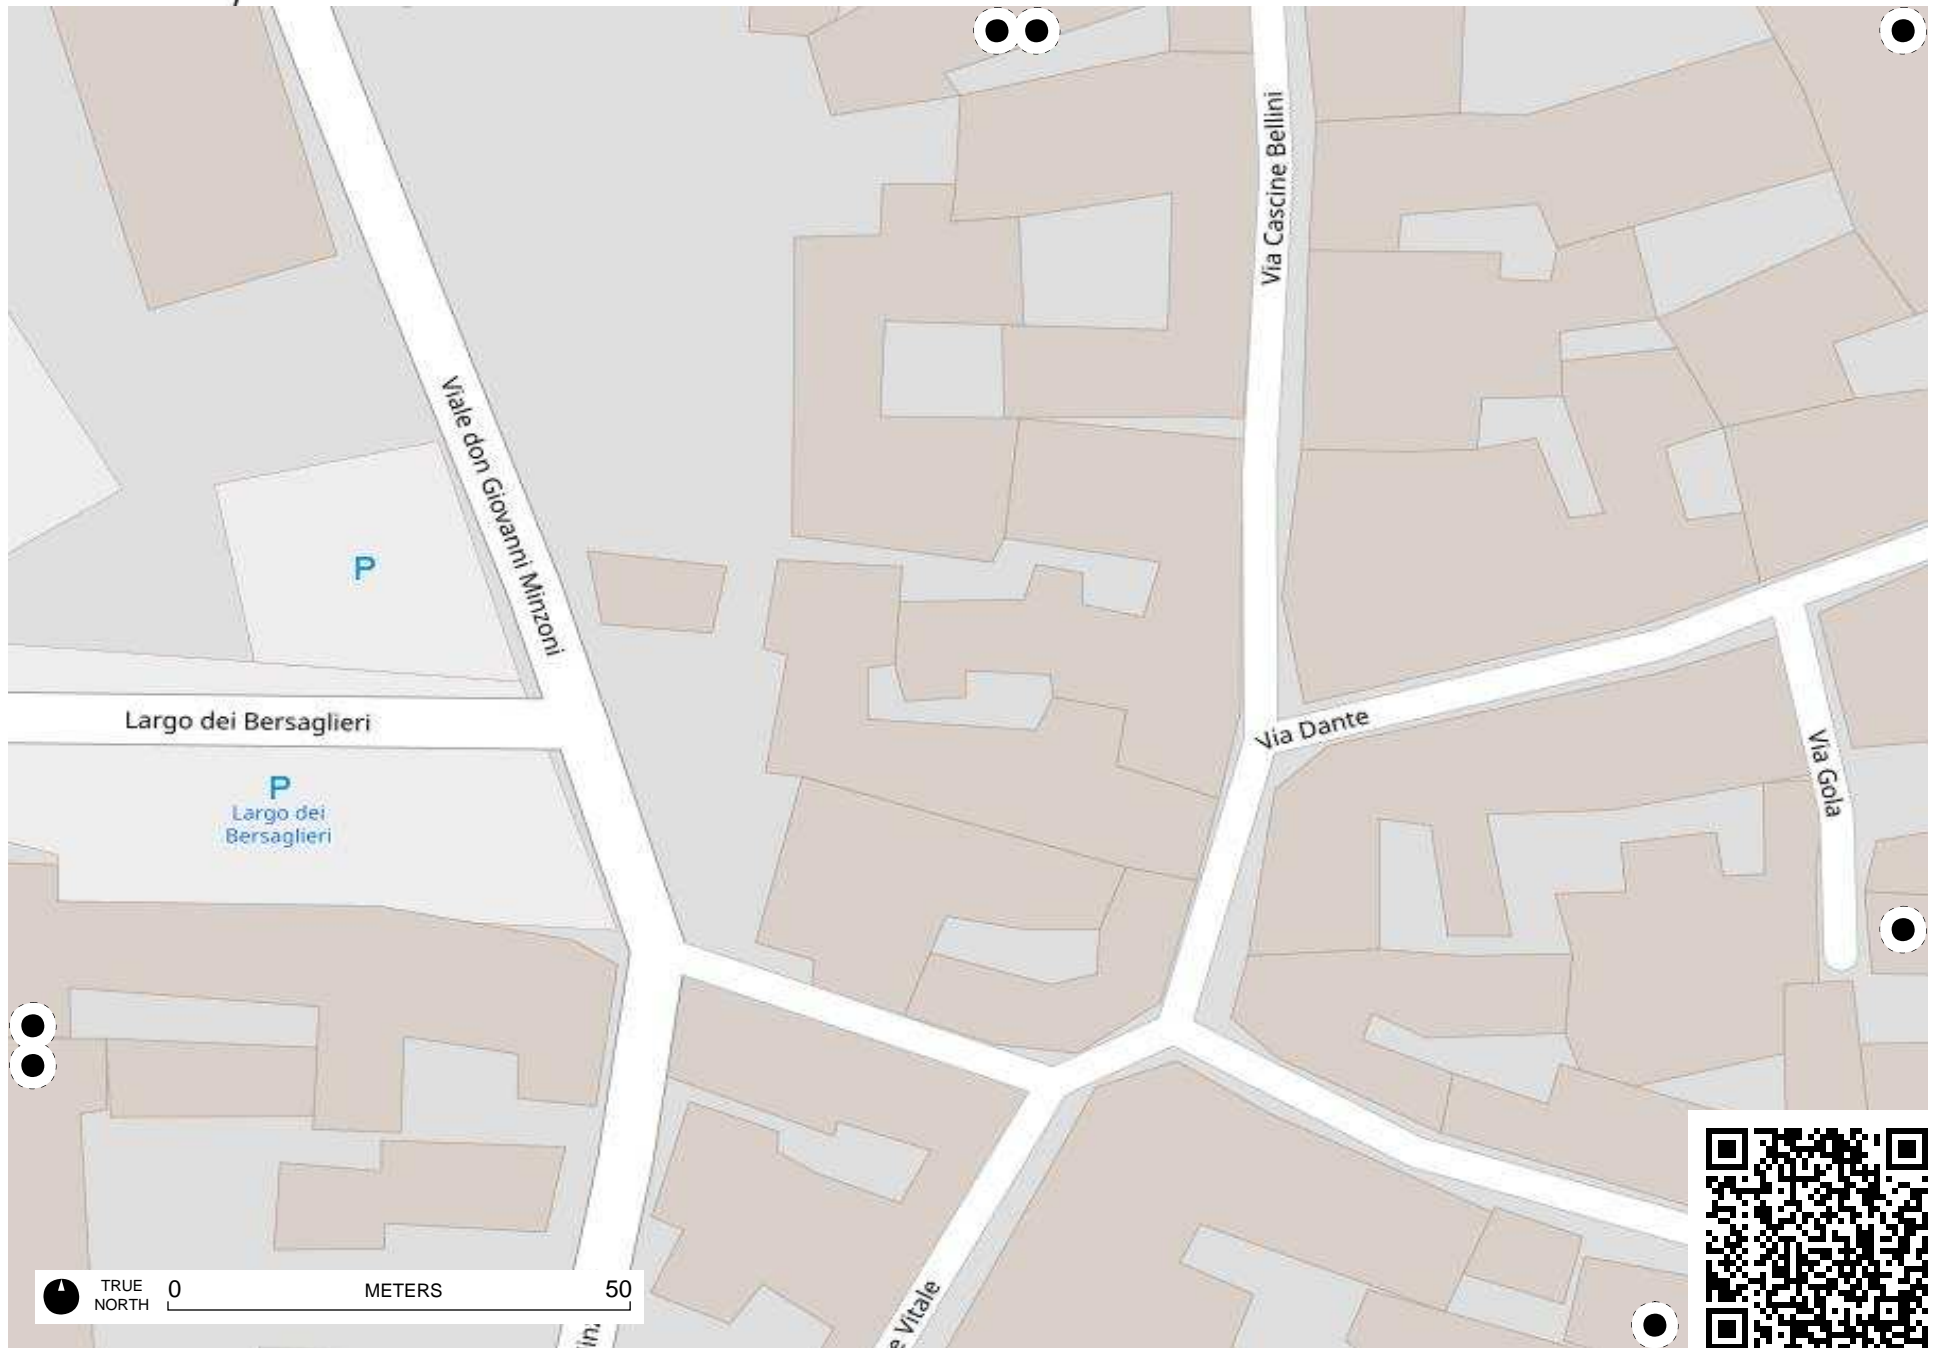 Via Cascine Bellini
Viale don Giovanni Minzoni
P
Largo dei Bersaglieri
Via Dante
Via Gola
P
Largo dei
Bersaglieri
TRUE
NORTH
0
METERS
50
Vitale